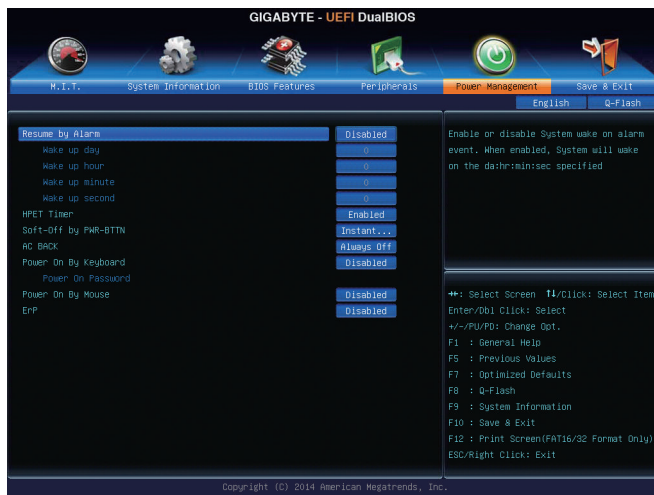 GIGABYTE - UEFI DualBIOS
M.I.T. System Information BIOS Features Peripherals Power Management Save & Exit
English Q-Flash
Resume by Alarm Disabled
Wake up day 0
Wake up hour 0
Wake up minute 0
Wake up second 0
HPET Timer Enabled
Soft-Off by PWR-BTTN Instant...
AC BACK Always Off
Power On By Keyboard Disabled
Power On Password
Power On By Mouse Disabled
ErP Disabled
Enable or disable System wake on alarm
event. When enabled, System will wake
on the da:hr:min:sec specified
→←: Select Screen ↑↓/Click: Select Item
Enter/Dbl Click: Select
+/-/PU/PD: Change Opt.
F1 : General Help
F5 : Previous Values
F7 : Optimized Defaults
F8 : Q-Flash
F9 : System Information
F10 : Save & Exit
F12 : Print Screen(FAT16/32 Format Only)
ESC/Right Click: Exit
Copyright (C) 2014 American Megatrends, Inc.